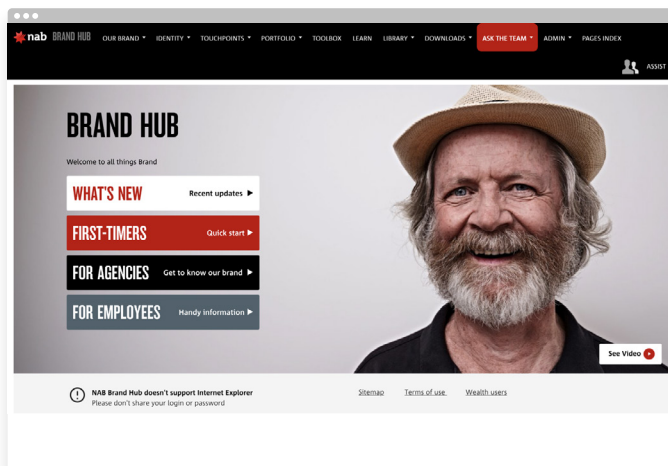 nab BRAND HUB OUR BRAND IDENTITY TOUCHPOINTS PORTFOLIO TOOLBOX LEARN LIBRARY DOWNLOADS ASK THE TEAM ADMIN PAGES INDEX
ASSIST
BRAND HUB
Welcome to all things Brand
WHAT'S NEW Recent updates
FIRST-TIMERS Quick start
FOR AGENCIES Get to know our brand
FOR EMPLOYEES Handy information
See Video
NAB Brand Hub doesn't support Internet Explorer
Please don't share your login or password
Sitemap Terms of use Wealth users